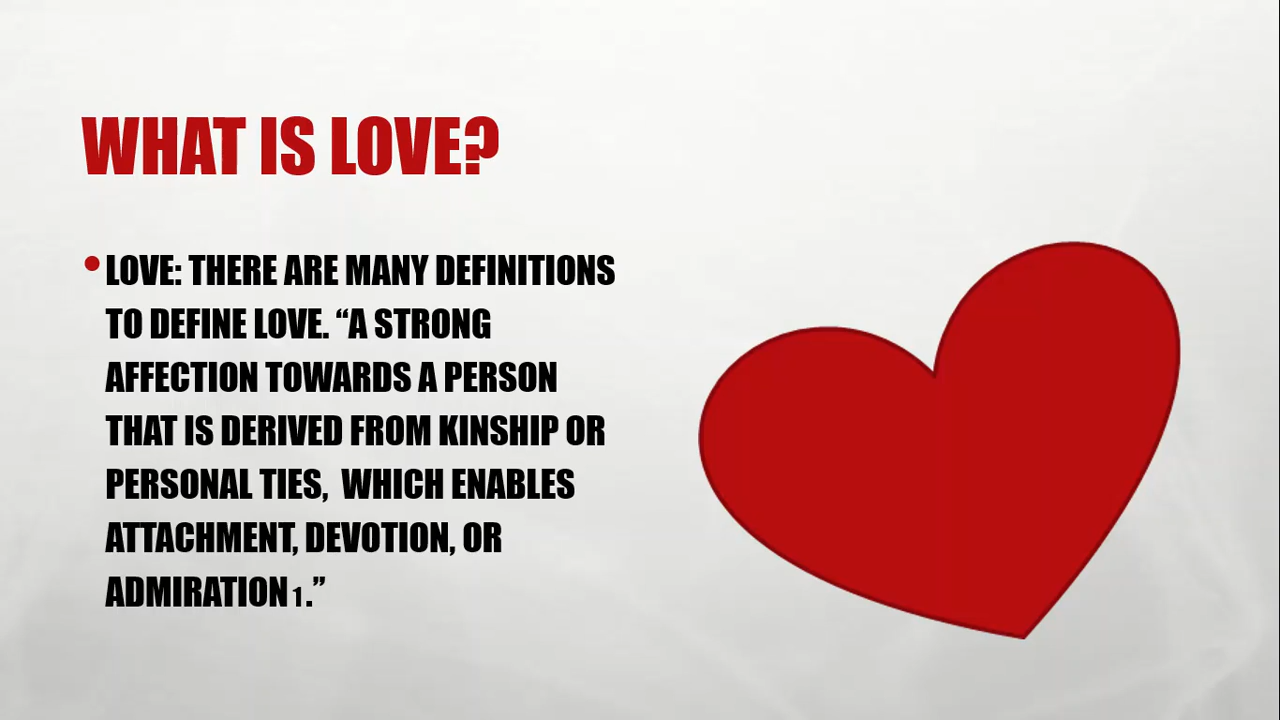 WHAT IS LOVE?
• LOVE: THERE ARE MANY DEFINITIONS
TO DEFINE LOVE. “A STRONG
AFFECTION TOWARDS A PERSON
THAT IS DERIVED FROM KINSHIP OR
PERSONAL TIES,  WHICH ENABLES
ATTACHMENT, DEVOTION, OR
ADMIRATION1.”